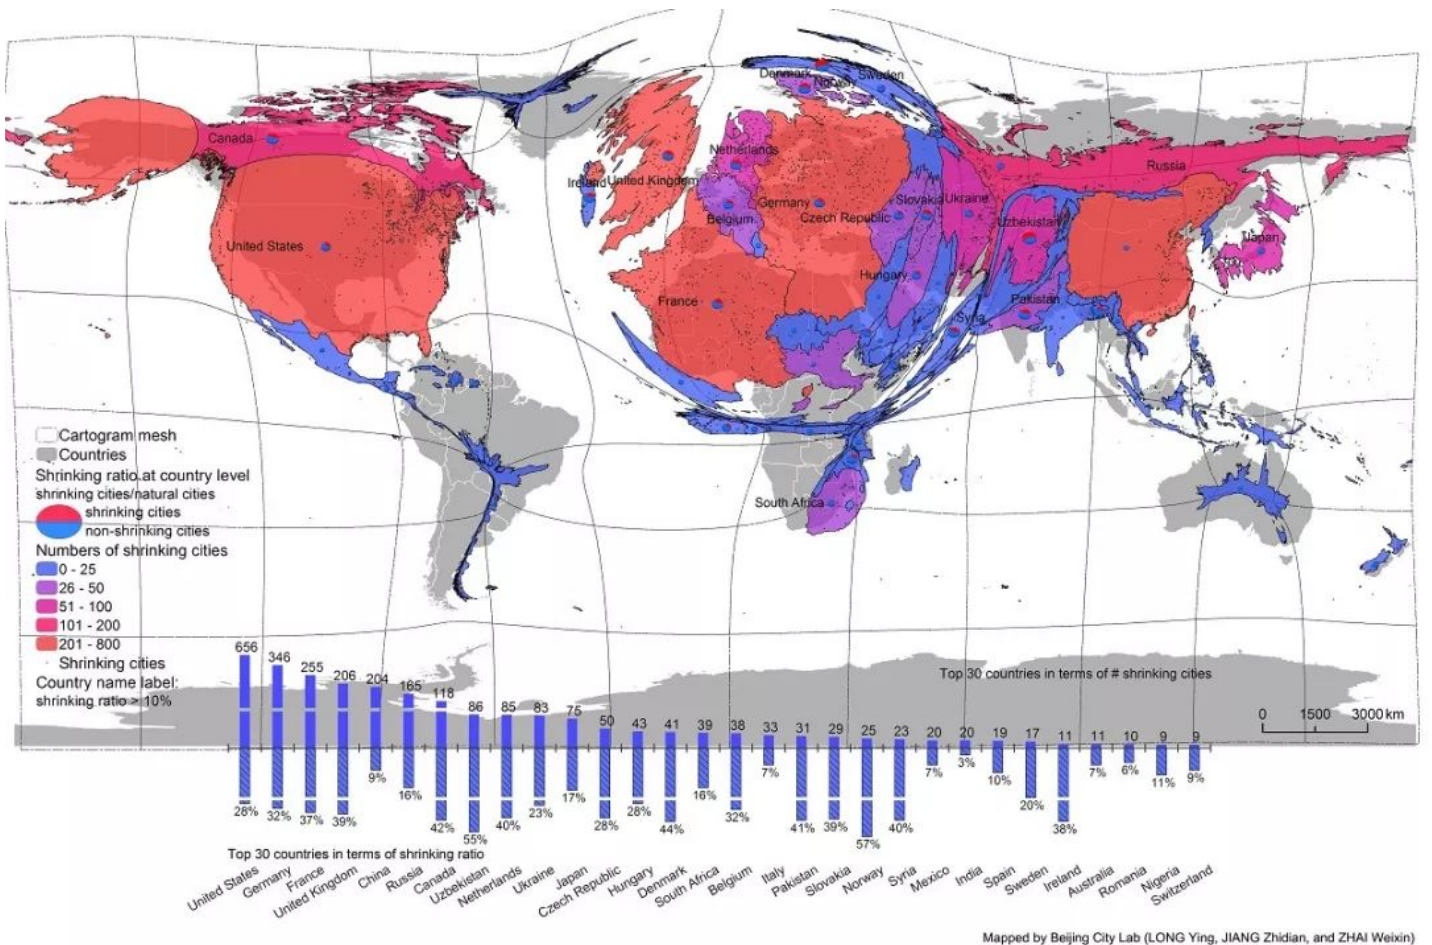 Denmark
Norway
Sweden
Canada
Netherlands
Russia
Ireland
United Kingdom
Germany
Slovakia
Ukraine
Belgium
Czech Republic
Uzbekistan
Japan
United States
Hungary
France
Pakistan
Syria
South Africa
Cartogram mesh
Countries
Shrinking ratio at country level
shrinking cities/natural cities
shrinking cities
non-shrinking cities
Numbers of shrinking cities
0 - 25
26 - 50
51 - 100
101 - 200
201 - 800
Shrinking cities
Country name label:
shrinking ratio > 10%
Top 30 countries in terms of # shrinking cities
0 1500 3000 km
656 346 255 206 204 165 118 86 85 83 75 50 43 41 39 38 33 31 29 25 23 20 20 19 17 11 11 10 9 9
28% 32% 37% 39% 9% 16% 42% 55% 40% 23% 17% 28% 28% 44% 16% 32% 7% 41% 39% 57% 40% 7% 3% 10% 20% 38% 7% 6% 11% 9%
Top 30 countries in terms of shrinking ratio
United States
Germany
France
United Kingdom
China
Russia
Canada
Uzbekistan
Netherlands
Ukraine
Japan
Czech Republic
Hungary
Denmark
South Africa
Belgium
Italy
Pakistan
Slovakia
Norway
Syria
Mexico
India
Spain
Sweden
Ireland
Australia
Romania
Nigeria
Switzerland
Mapped by Beijing City Lab (LONG Ying, JIANG Zhidian, and ZHAI Weixin)